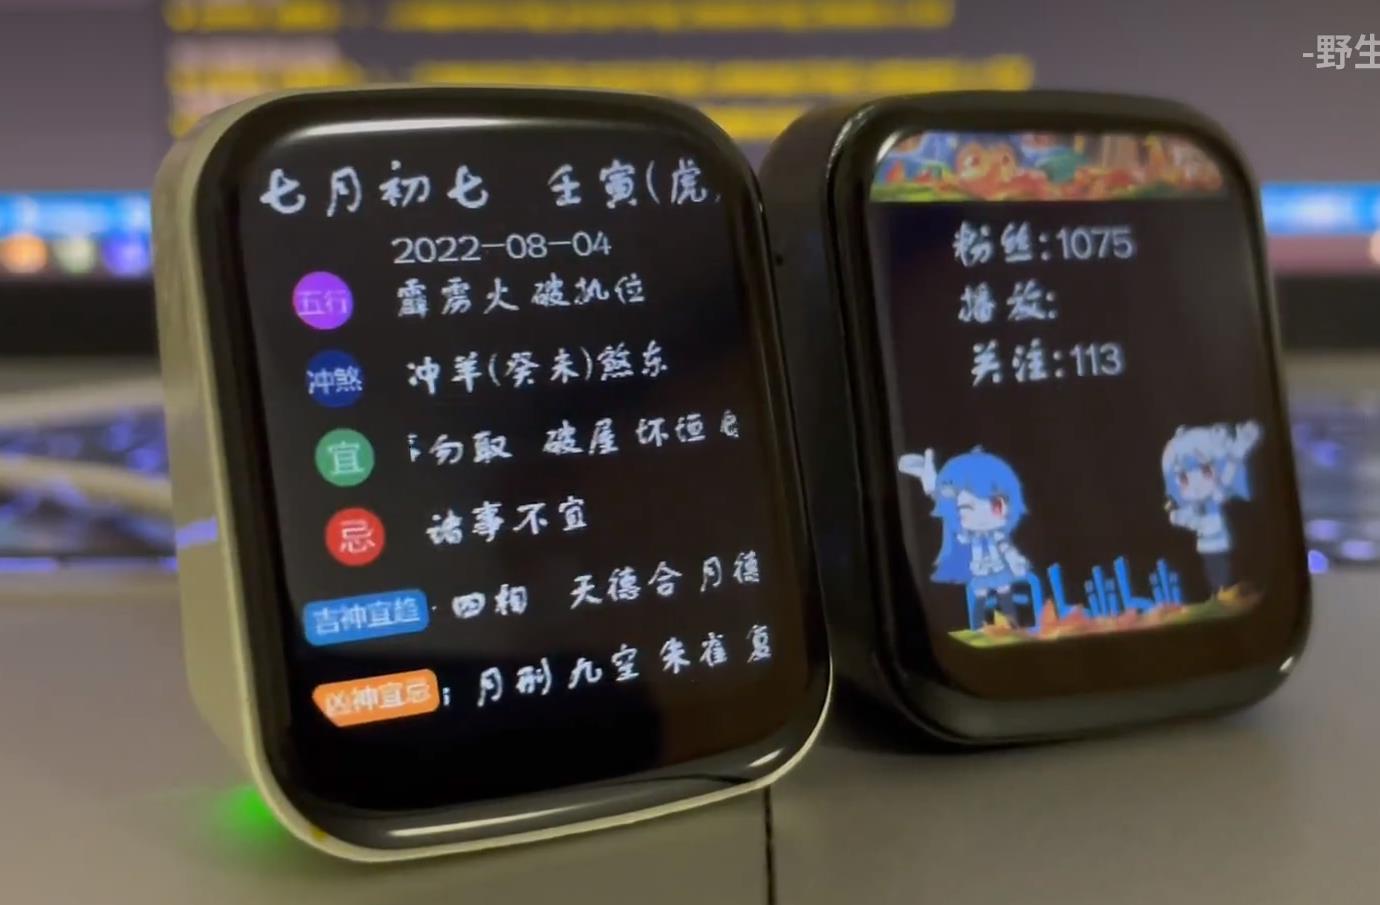 -野生
七月初七 壬寅(虎
2022-08-04
五行 霹雳火 破执位
冲煞 冲羊(癸未)煞东
宜 勿取 破屋 坏垣
忌 诸事不宜
吉神宜趋 四相 天德合 月德
凶神宜忌 月刑 九空 朱雀 复
粉丝:1075
播放:
关注:113
bilibili